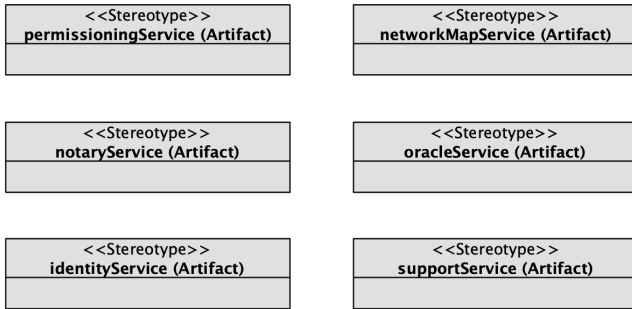 <<Stereotype>>
permissioningService (Artifact)
<<Stereotype>>
networkMapService (Artifact)
<<Stereotype>>
notaryService (Artifact)
<<Stereotype>>
oracleService (Artifact)
<<Stereotype>>
identityService (Artifact)
<<Stereotype>>
supportService (Artifact)